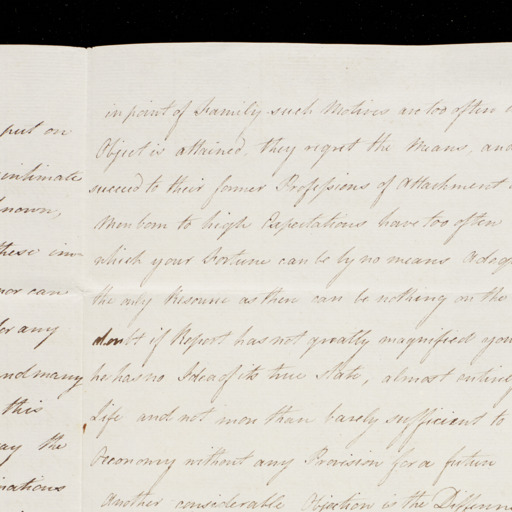 put on
intimate
known,
these inn
nor can
for any
and many
this
ay the
inations
in point of Family such Motives are too often
Object is attained, they regret the Means, and
succeed to their former Professions of Attachment
Men born to high Expectations have too often
which your Fortune can be by no means Adeq
the only Resource as there can be nothing on the
doubt if Report has not greatly magnified you
he has no Idea of its true State, almost entirely
Life and not more than barely sufficient to
Oeconomy without any Provision for a future
Another considerable Objection is the Differen